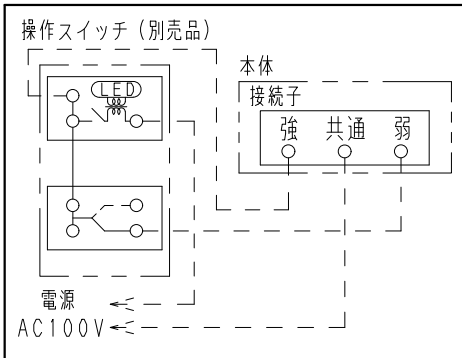 操作スイッチ（別売品）
LED
本体
接続子
強 共通 弱
電源
AC100V